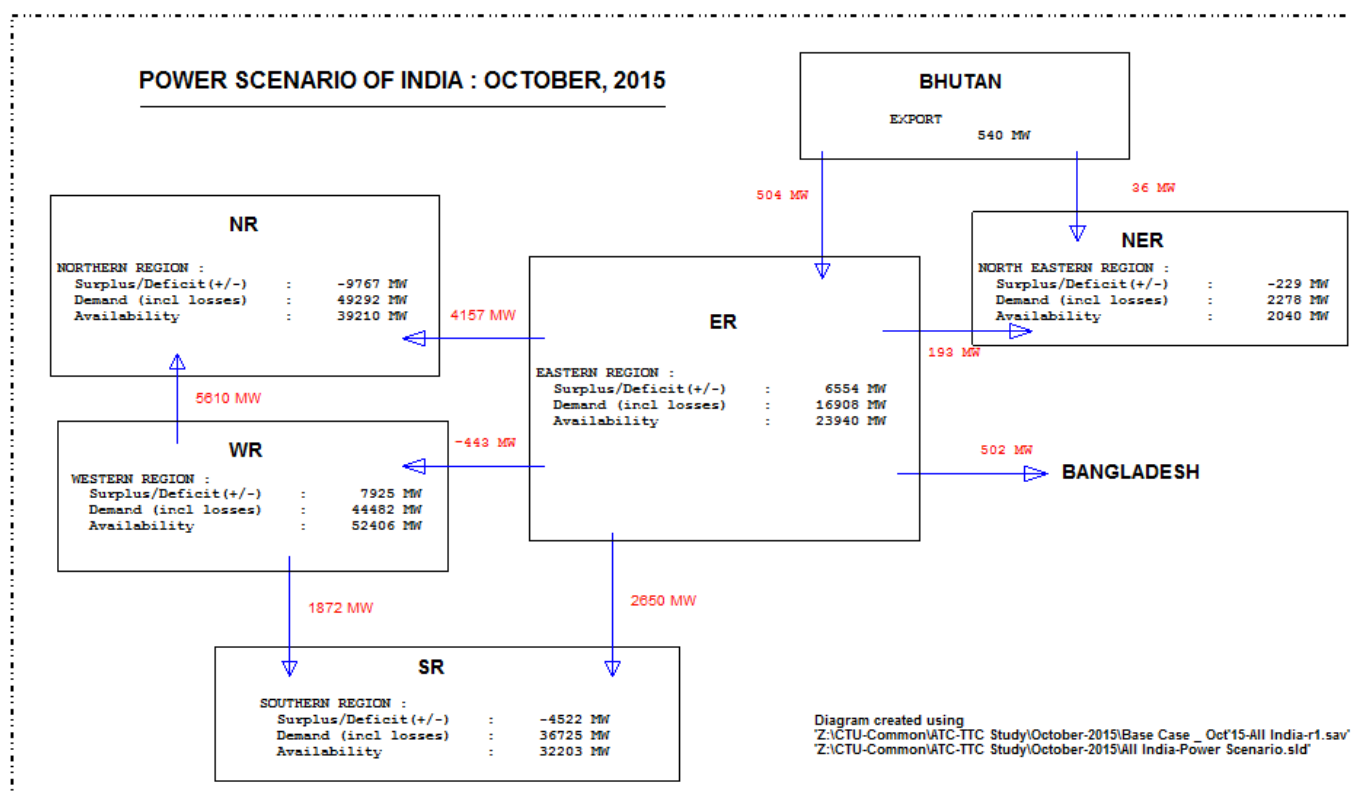 POWER SCENARIO OF INDIA : OCTOBER, 2015
BHUTAN
EXPORT
540 MW
504 MW
36 MW
NR
NORTHERN REGION :
Surplus/Deficit(+/-) : -9767 MW
Demand (incl losses) : 49292 MW
Availability : 39210 MW
NER
NORTH EASTERN REGION :
Surplus/Deficit(+/-) : -229 MW
Demand (incl losses) : 2278 MW
Availability : 2040 MW
4157 MW
ER
EASTERN REGION :
Surplus/Deficit(+/-) : 6554 MW
Demand (incl losses) : 16908 MW
Availability : 23940 MW
193 MW
5610 MW
WR
WESTERN REGION :
Surplus/Deficit(+/-) : 7925 MW
Demand (incl losses) : 44482 MW
Availability : 52406 MW
-443 MW
502 MW
BANGLADESH
1872 MW
2650 MW
SR
SOUTHERN REGION :
Surplus/Deficit(+/-) : -4522 MW
Demand (incl losses) : 36725 MW
Availability : 32203 MW
Diagram created using
'Z:\CTU-Common\ATC-TTC Study\October-2015\Base Case _ Oct'15-All India-r1.sav'
'Z:\CTU-Common\ATC-TTC Study\October-2015\All India-Power Scenario.sld'